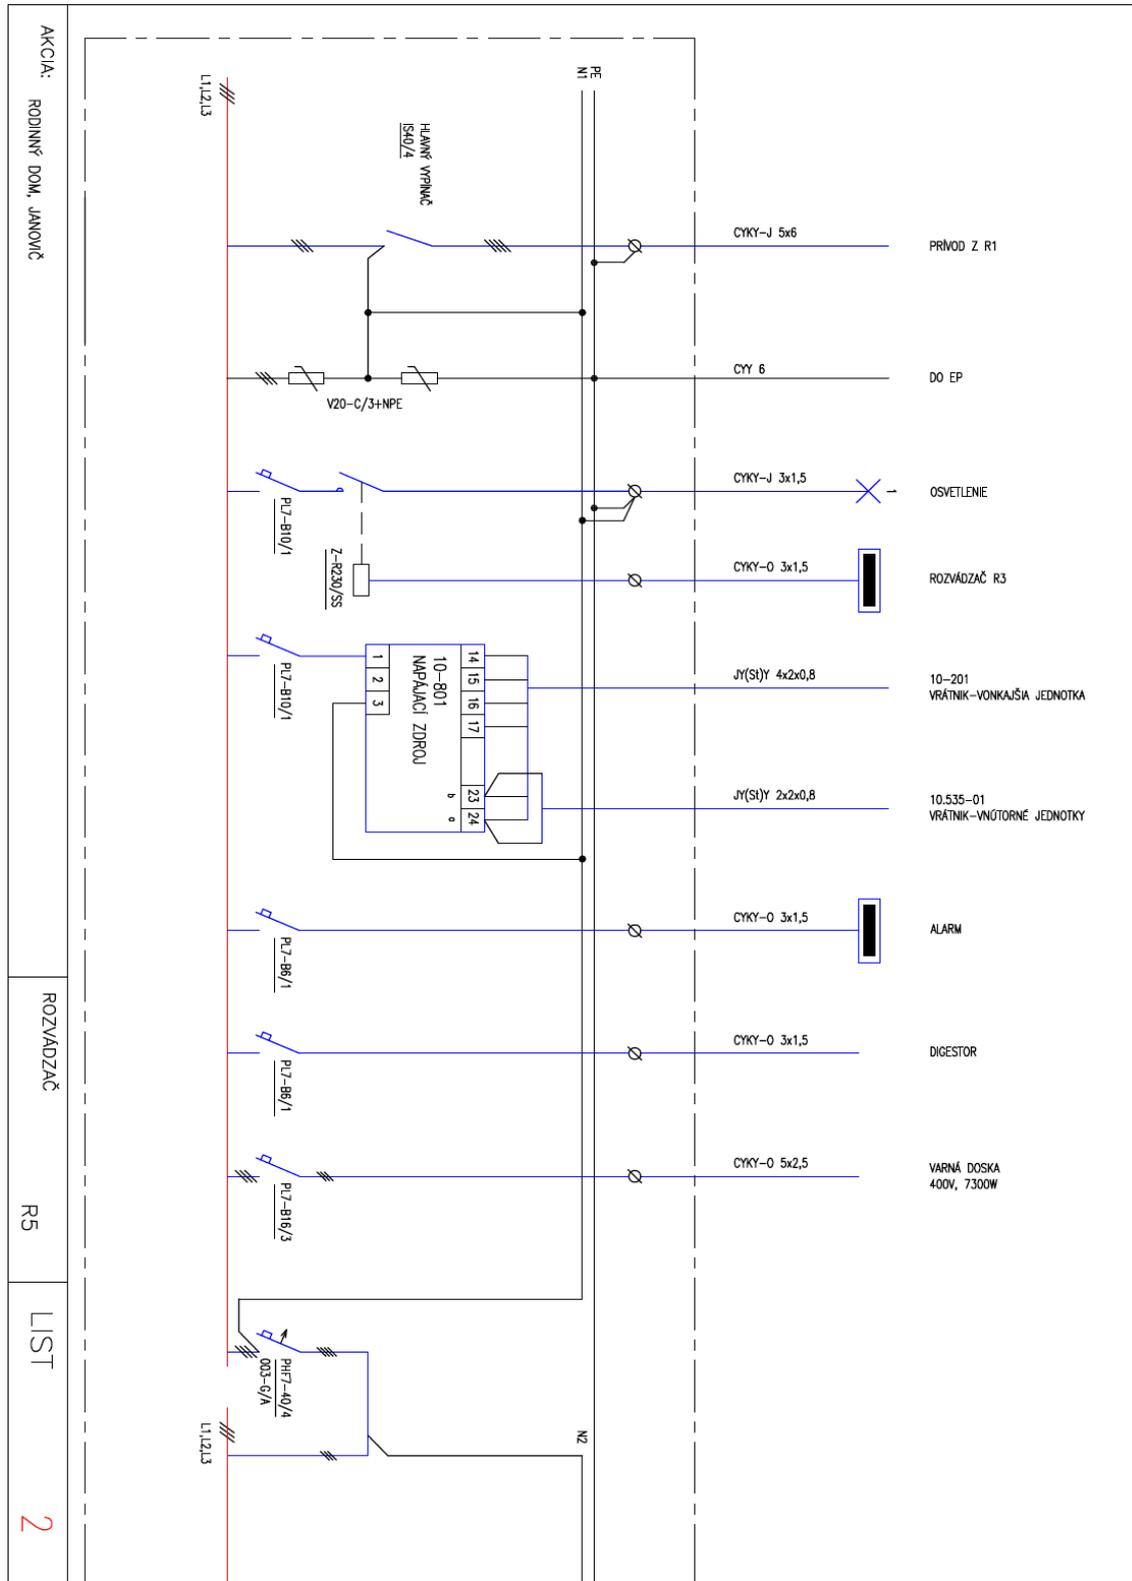 AKCIA: RODINNÝ DOM, JANOVIČ
ROZVÁDZAČ
R5
LIST
2
L1,L2,L3
N1
PE
HLAVNÝ VYPÍNAČ
IS40/4
CYKY-J 5x6
PRÍVOD Z R1
V20-C/3+NPE
CYY 6
DO EP
PL7-B10/1
CYKY-J 3x1,5
1
OSVETLENIE
Z-R230/SS
CYKY-O 3x1,5
ROZVÁDZAČ R3
PL7-B10/1
1
2
3
10-801
NAPÁJACÍ ZDROJ
14
15
16
17
b
23
a
24
JY(St)Y 4x2x0,8
10-201
VRÁTNIK-VONKAJŠIA JEDNOTKA
JY(St)Y 2x2x0,8
10.535-01
VRÁTNIK-VNÚTORNÉ JEDNOTKY
PL7-B6/1
CYKY-O 3x1,5
ALARM
PL7-B6/1
CYKY-O 3x1,5
DIGESTOR
PL7-B16/3
CYKY-O 5x2,5
VARNÁ DOSKA
400V, 7300W
PHF7-40/4
003-G/A
L1,L2,L3
N2